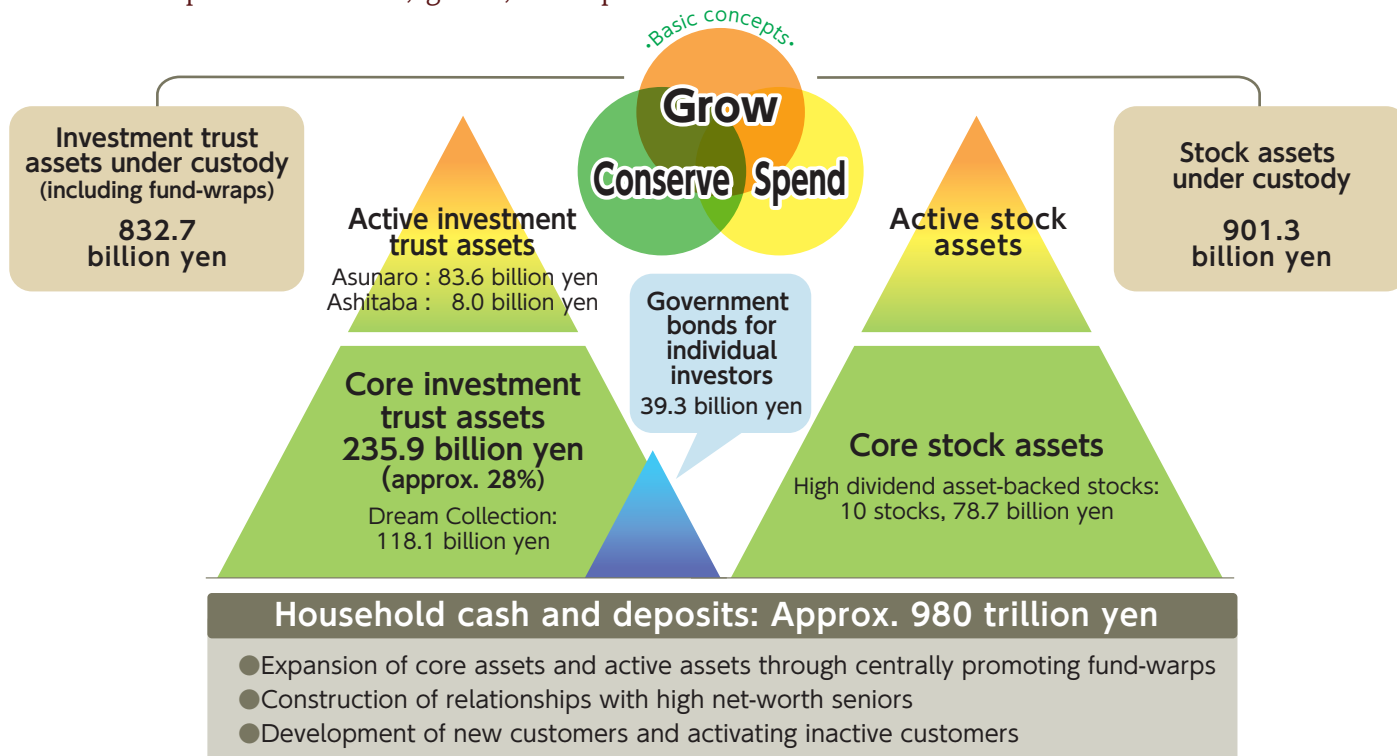 ·Basic concepts·
Grow
Conserve
Spend
Investment trust
assets under custody
(including fund-wraps)
832.7
billion yen
Stock assets
under custody
901.3
billion yen
Active investment
trust assets
Asunaro : 83.6 billion yen
Ashitaba : 8.0 billion yen
Active stock
assets
Government
bonds for
individual
investors
39.3 billion yen
Core investment
trust assets
235.9 billion yen
(approx. 28%)
Dream Collection:
118.1 billion yen
Core stock assets
High dividend asset-backed stocks:
10 stocks, 78.7 billion yen
Household cash and deposits: Approx. 980 trillion yen
●Expansion of core assets and active assets through centrally promoting fund-warps
●Construction of relationships with high net-worth seniors
●Development of new customers and activating inactive customers